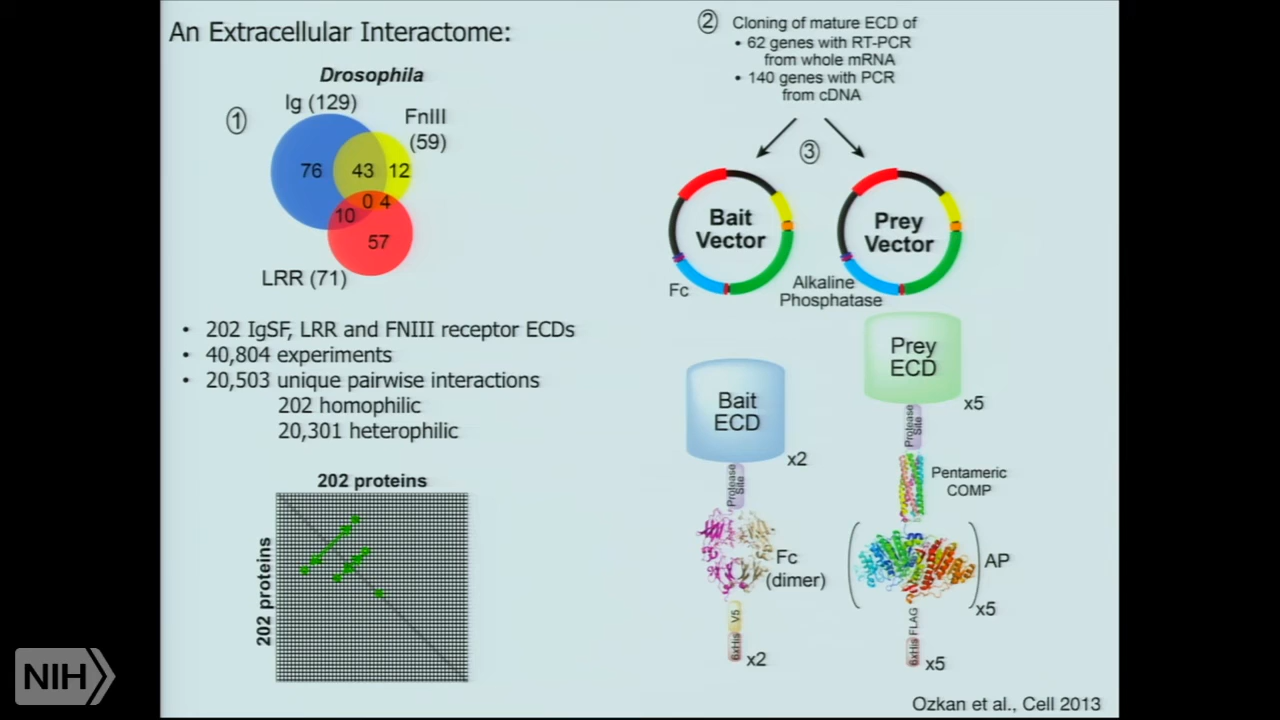 An Extracellular Interactome:
Drosophila
①
Ig (129)
FnIII
(59)
76
43
12
0
4
10
57
LRR (71)
• 202 IgSF, LRR and FNIII receptor ECDs
• 40,804 experiments
• 20,503 unique pairwise interactions
202 homophilic
20,301 heterophilic
202 proteins
202 proteins
② Cloning of mature ECD of
• 62 genes with RT-PCR
from whole mRNA
• 140 genes with PCR
from cDNA
③
Bait
Vector
Fc
Prey
Vector
Alkaline
Phosphatase
Bait
ECD
x2
Protease
Site
Fc
(dimer)
V5
6xHis
x2
Prey
ECD
x5
Protease
Site
Pentameric
COMP
AP
x5
FLAG
6xHis
x5
Ozkan et al., Cell 2013
NIH